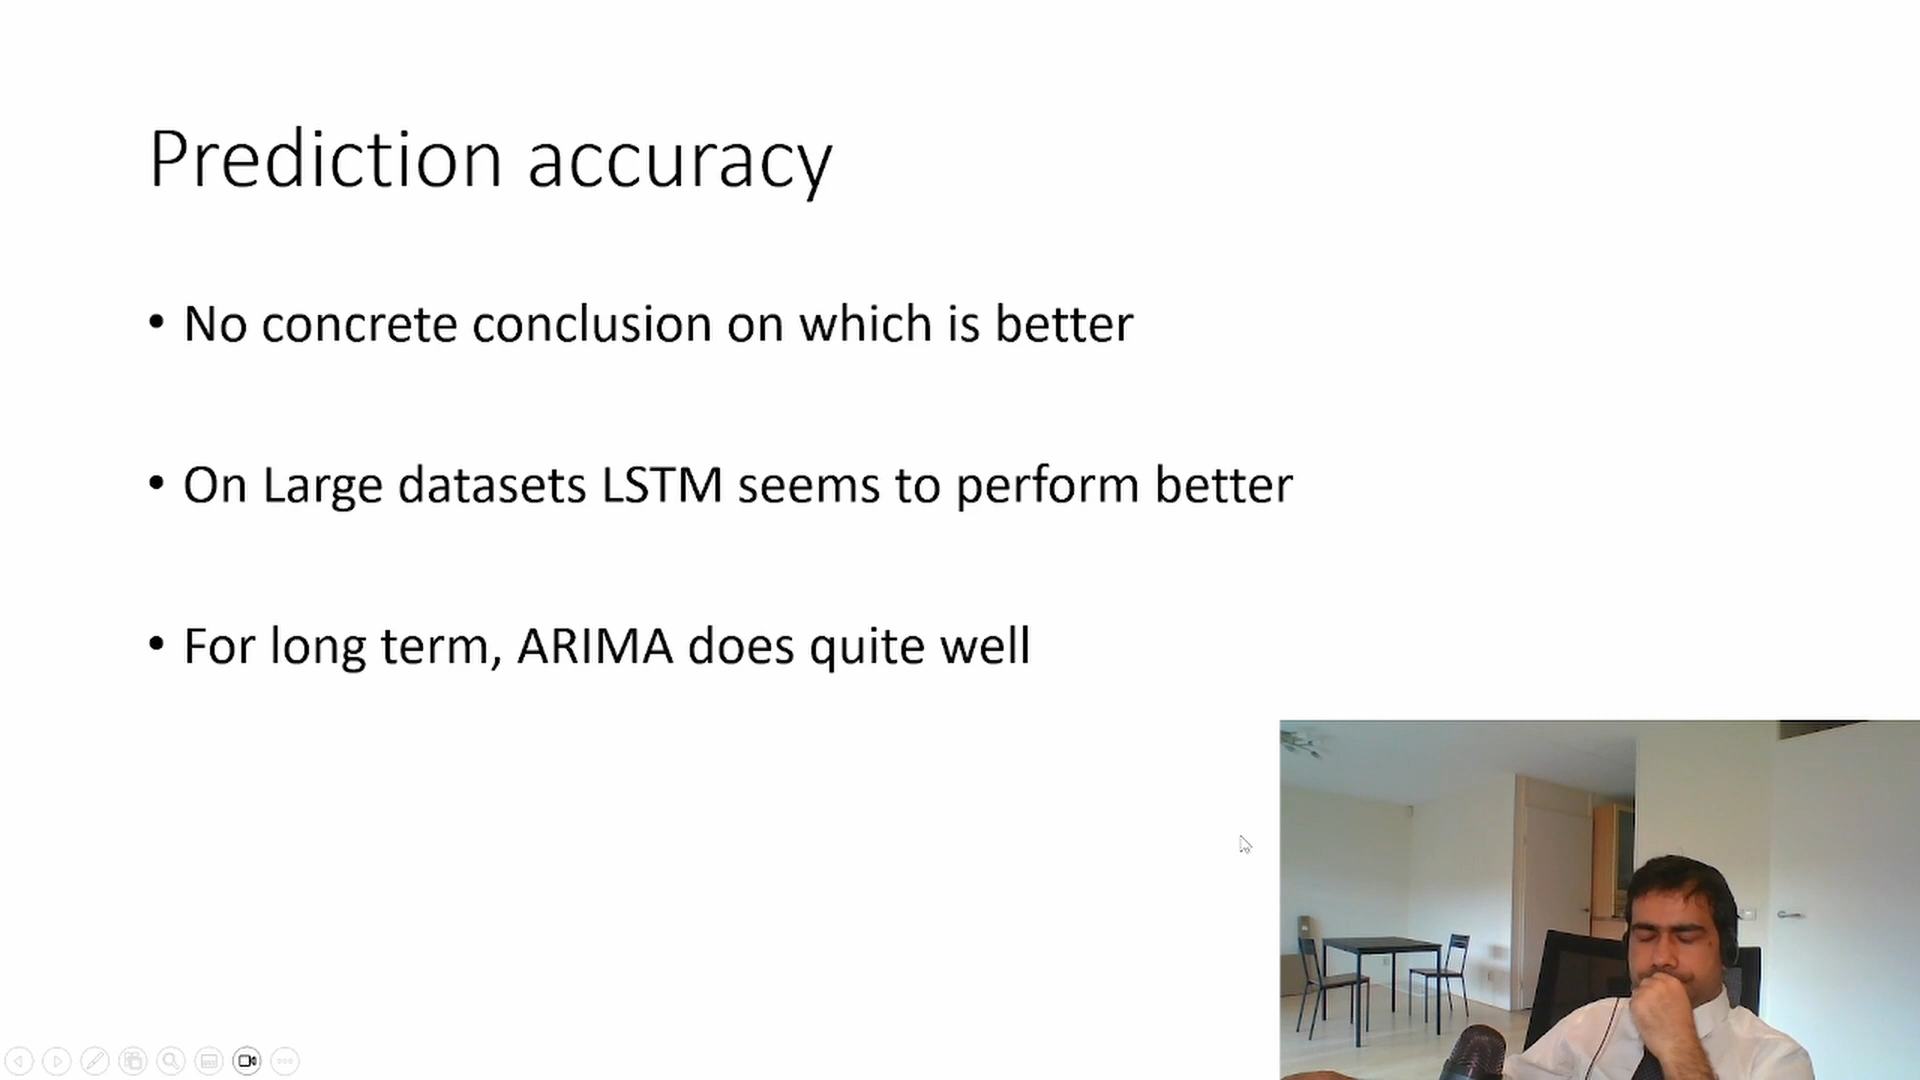 Prediction accuracy
• No concrete conclusion on which is better
• On Large datasets LSTM seems to perform better
• For long term, ARIMA does quite well